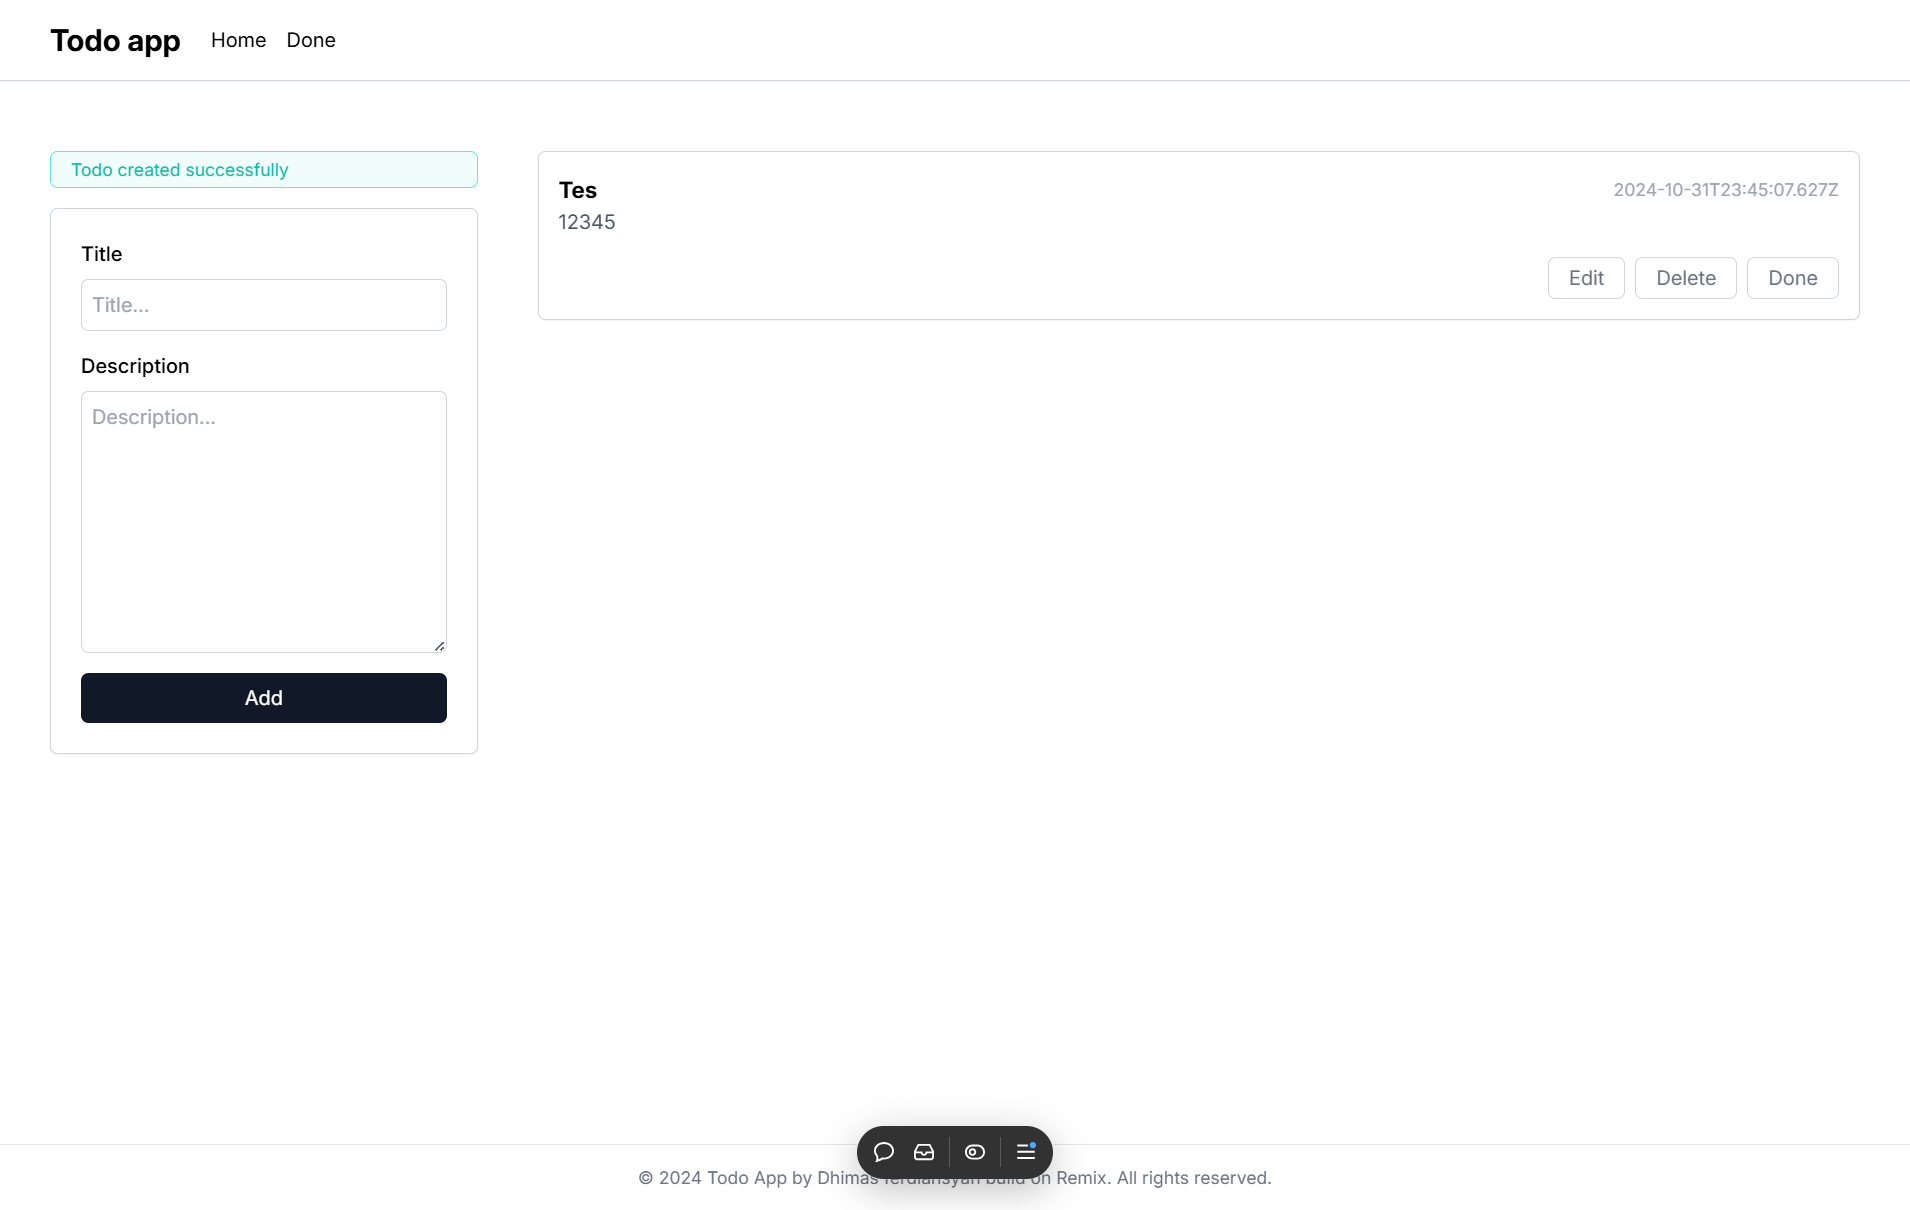 Todo app
Home
Done
Todo created successfully
Title
Title...
Description
Description...
Add
Tes
2024-10-31T23:45:07.627Z
12345
Edit
Delete
Done
© 2024 Todo App by Dhimas on Remix. All rights reserved.